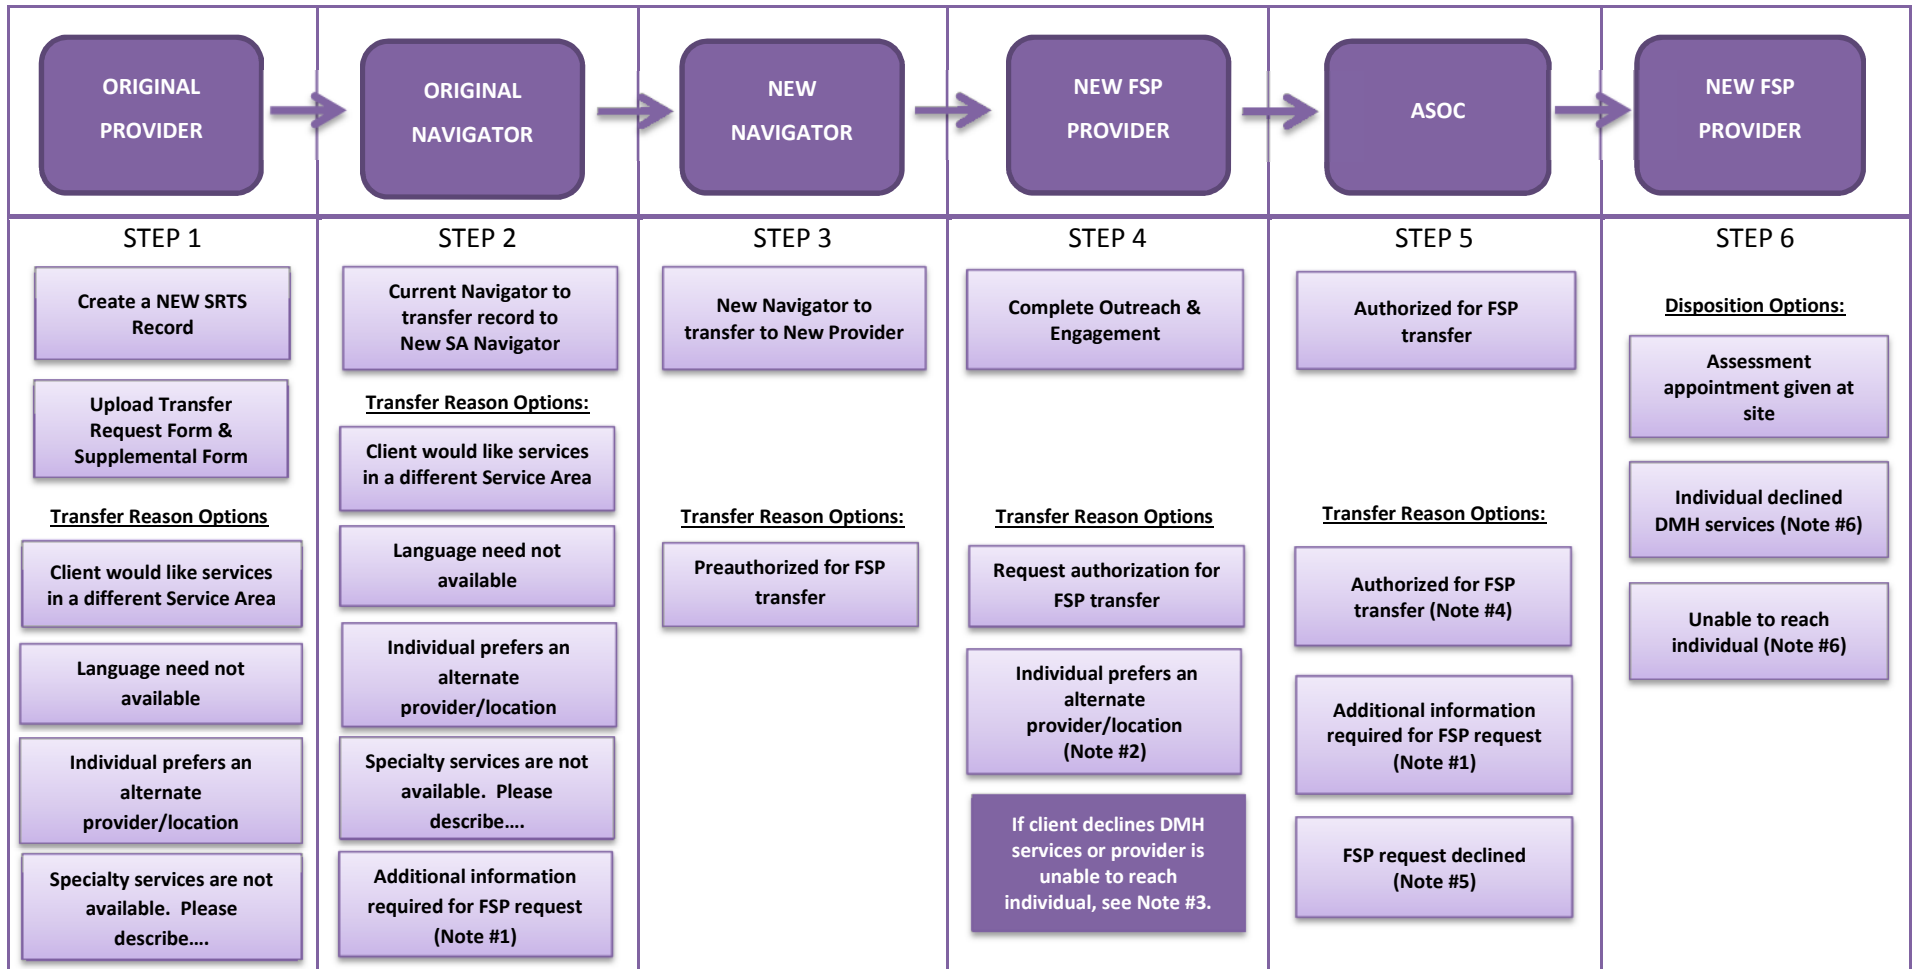 ORIGINAL
PROVIDER
ORIGINAL
NAVIGATOR
NEW
NAVIGATOR
NEW FSP
PROVIDER
ASOC
NEW FSP
PROVIDER
STEP 1
Create a NEW SRTS
Record
Upload Transfer
Request Form &
Supplemental Form
Transfer Reason Options
Client would like services
in a different Service Area
Language need not
available
Individual prefers an
alternate
provider/location
Specialty services are not
available.  Please
describe....
STEP 2
Current Navigator to
transfer record to
New SA Navigator
Transfer Reason Options:
Client would like services
in a different Service Area
Language need not
available
Individual prefers an
alternate
provider/location
Specialty services are not
available.  Please
describe....
Additional information
required for FSP request
(Note #1)
STEP 3
New Navigator to
transfer to New Provider
Transfer Reason Options:
Preauthorized for FSP
transfer
STEP 4
Complete Outreach &
Engagement
Transfer Reason Options
Request authorization for
FSP transfer
Individual prefers an
alternate
provider/location
(Note #2)
If client declines DMH
services or provider is
unable to reach
individual, see Note #3.
STEP 5
Authorized for FSP
transfer
Transfer Reason Options:
Authorized for FSP
transfer (Note #4)
Additional information
required for FSP request
(Note #1)
FSP request declined
(Note #5)
STEP 6
Disposition Options:
Assessment
appointment given at
site
Individual declined
DMH services (Note #6)
Unable to reach
individual (Note #6)